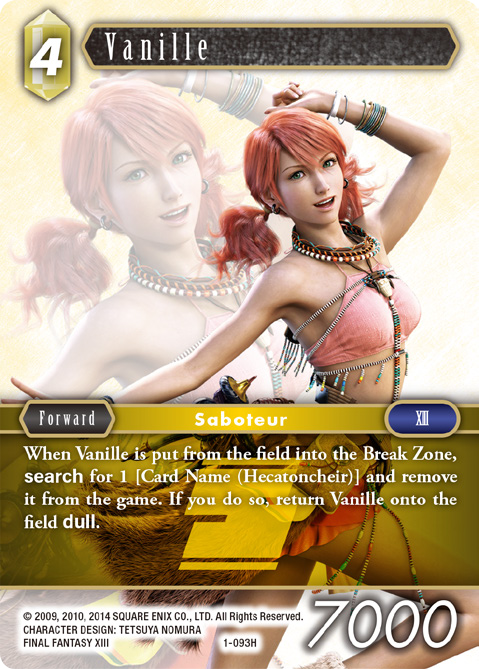 4
Vanille
Forward
Saboteur
XIII
When Vanille is put from the field into the Break Zone,
search for 1 [Card Name (Hecatoncheir)] and remove
it from the game. If you do so, return Vanille onto the
field dull.
© 2009, 2010, 2014 SQUARE ENIX CO., LTD. All Rights Reserved.
CHARACTER DESIGN: TETSUYA NOMURA
FINAL FANTASY XIII
1-093H
7000